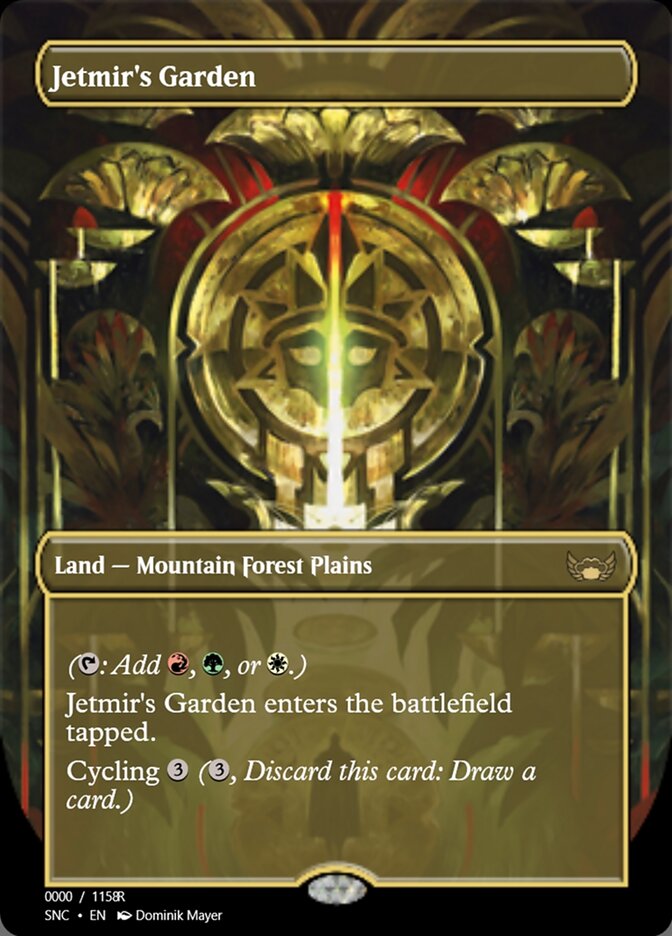 Jetmir's Garden
Land — Mountain Forest Plains
( : Add , , or .)
Jetmir's Garden enters the battlefield
tapped.
Cycling 3 (3, Discard this card: Draw a
card.)
0000 / 1158R
SNC • EN Dominik Mayer